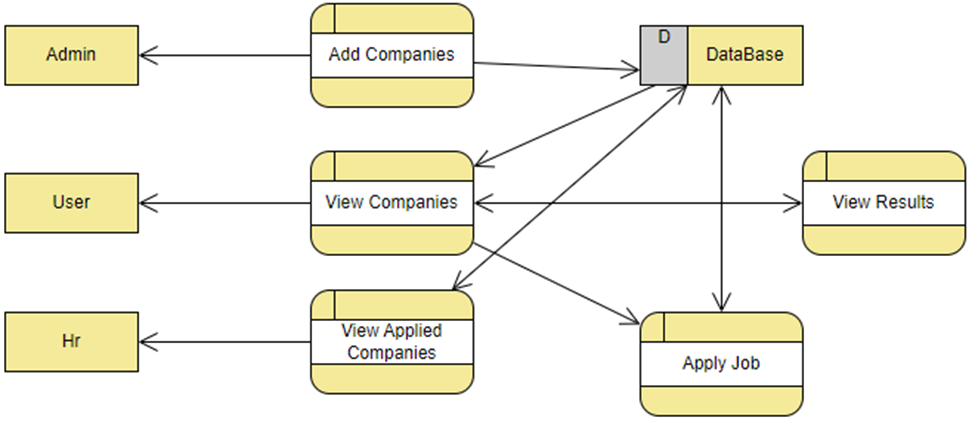 Admin
Add Companies
D
DataBase
User
View Companies
View Results
Hr
View Applied
Companies
Apply Job